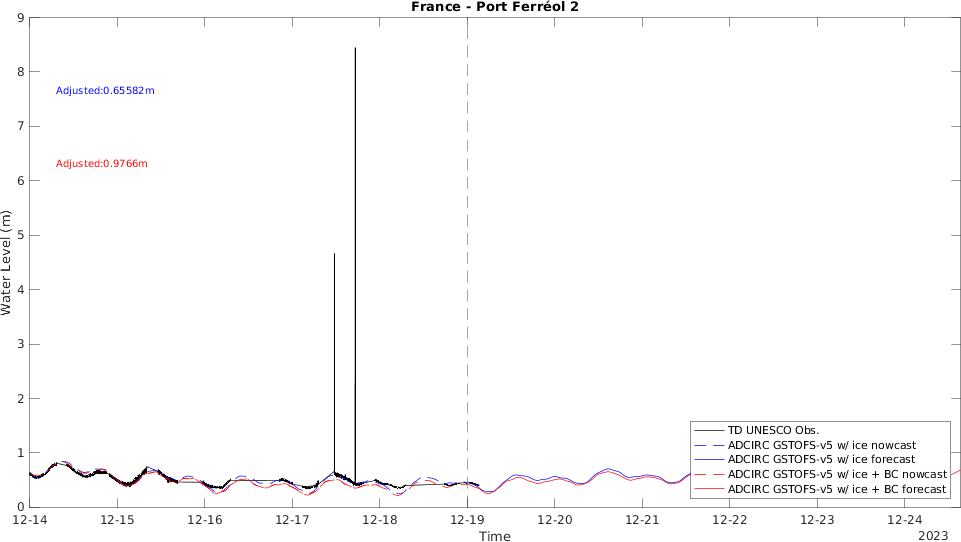 France - Port Ferréol 2
9
8
7
6
5
4
3
2
1
0
Water Level (m)
Adjusted:0.65582m
Adjusted:0.9766m
TD UNESCO Obs.
ADCIRC GSTOFS-v5 w/ ice nowcast
ADCIRC GSTOFS-v5 w/ ice forecast
ADCIRC GSTOFS-v5 w/ ice + BC nowcast
ADCIRC GSTOFS-v5 w/ ice + BC forecast
12-14 12-15 12-16 12-17 12-18 12-19 12-20 12-21 12-22 12-23 12-24
Time
2023